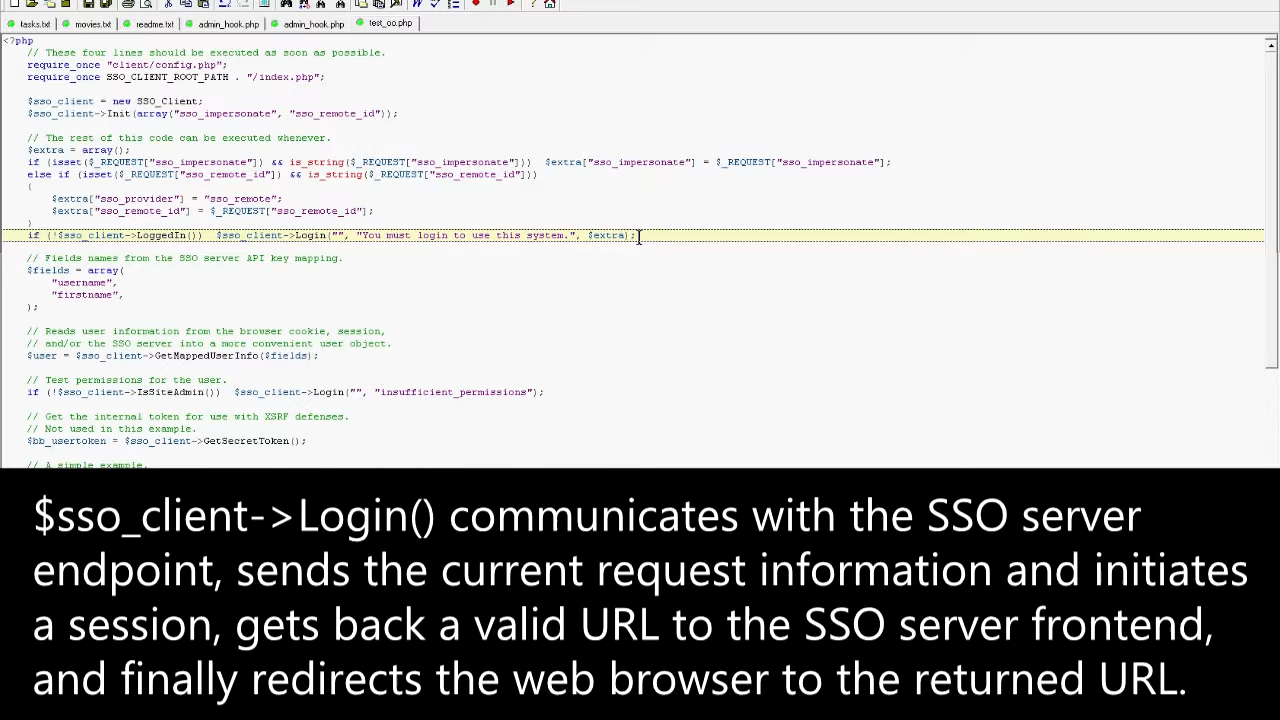 tasks.txt movies.txt readme.txt admin_hook.php admin_hook.php test_oo.php
<?php
// These four lines should be executed as soon as possible.
require_once "client/config.php";
require_once SSO_CLIENT_ROOT_PATH . "/index.php";
$sso_client = new SSO_Client;
$sso_client->Init(array("sso_impersonate", "sso_remote_id"));
// The rest of this code can be executed whenever.
$extra = array();
if (isset($_REQUEST["sso_impersonate"]) && is_string($_REQUEST["sso_impersonate"]))  $extra["sso_impersonate"] = $_REQUEST["sso_impersonate"];
else if (isset($_REQUEST["sso_remote_id"]) && is_string($_REQUEST["sso_remote_id"]))
{
$extra["sso_provider"] = "sso_remote";
$extra["sso_remote_id"] = $_REQUEST["sso_remote_id"];
}
if (!$sso_client->LoggedIn())  $sso_client->Login("", "You must login to use this system.", $extra);
// Fields names from the SSO server API key mapping.
$fields = array(
"username",
"firstname",
);
// Reads user information from the browser cookie, session,
// and/or the SSO server into a more convenient user object.
$user = $sso_client->GetMappedUserInfo($fields);
// Test permissions for the user.
if (!$sso_client->IsSiteAdmin())  $sso_client->Login("", "insufficient_permissions");
// Get the internal token for use with XSRF defenses.
// Not used in this example.
$bb_usertoken = $sso_client->GetSecretToken();
// A simple example.
$sso_client->Login() communicates with the SSO server
endpoint, sends the current request information and initiates
a session, gets back a valid URL to the SSO server frontend,
and finally redirects the web browser to the returned URL.